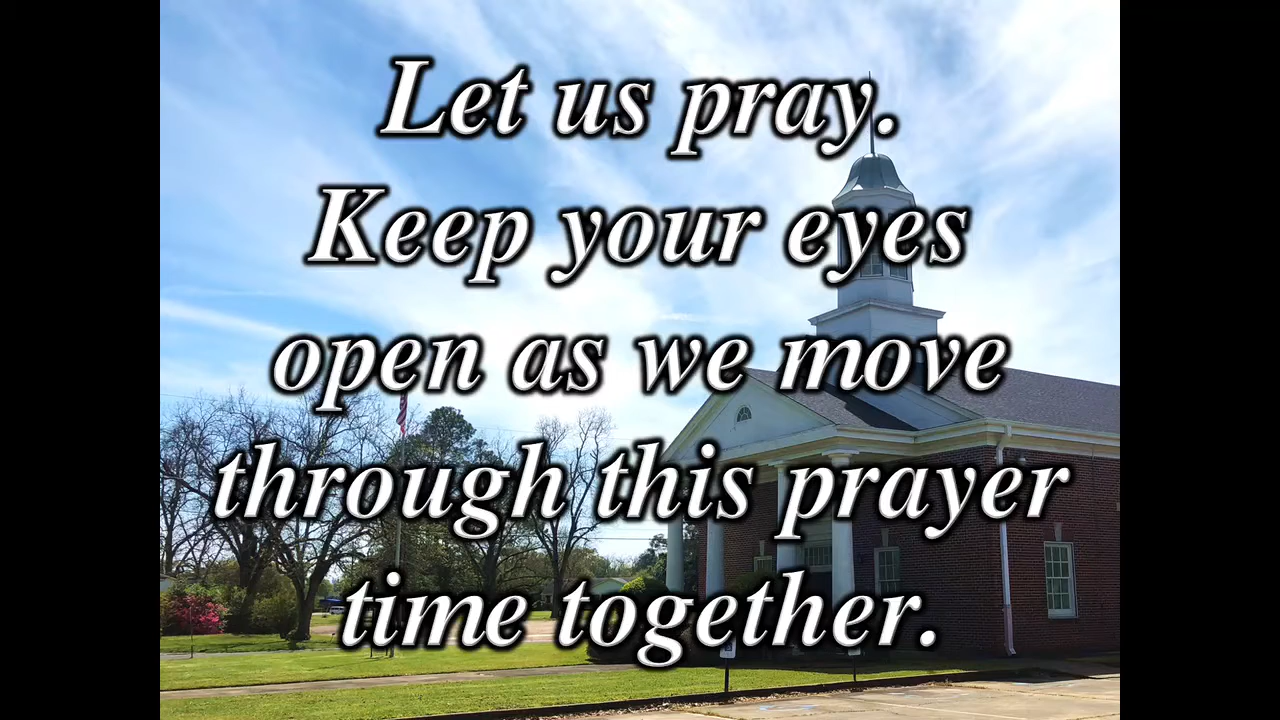 Let us pray.
Keep your eyes
open as we move
through this prayer
time together.